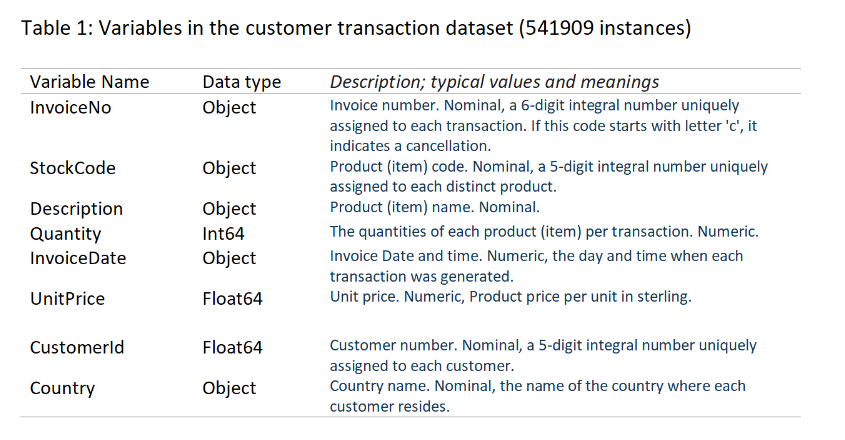 Table 1: Variables in the customer transaction dataset (541909 instances)
Variable Name Data type Description; typical values and meanings
InvoiceNo Object Invoice number. Nominal, a 6-digit integral number uniquely
assigned to each transaction. If this code starts with letter 'c', it
indicates a cancellation.
StockCode Object Product (item) code. Nominal, a 5-digit integral number uniquely
assigned to each distinct product.
Description Object Product (item) name. Nominal.
Quantity Int64 The quantities of each product (item) per transaction. Numeric.
InvoiceDate Object Invoice Date and time. Numeric, the day and time when each
transaction was generated.
UnitPrice Float64 Unit price. Numeric, Product price per unit in sterling.
CustomerId Float64 Customer number. Nominal, a 5-digit integral number uniquely
assigned to each customer.
Country Object Country name. Nominal, the name of the country where each
customer resides.